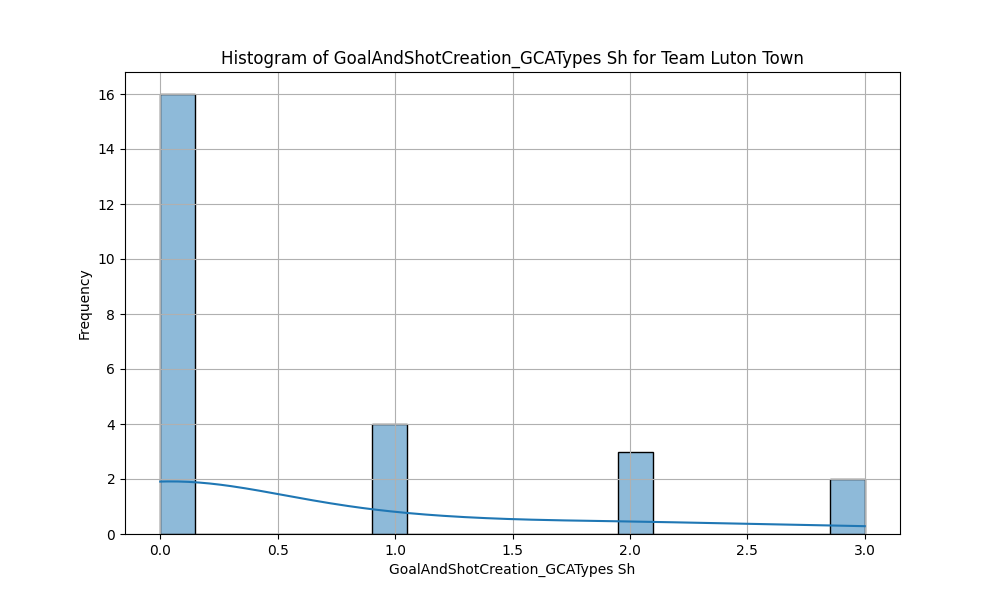 Histogram of GoalAndShotCreation_GCATypes Sh for Team Luton Town
16
14
12
10
8
6
4
2
0
Frequency
0.0 0.5 1.0 1.5 2.0 2.5 3.0
GoalAndShotCreation_GCATypes Sh